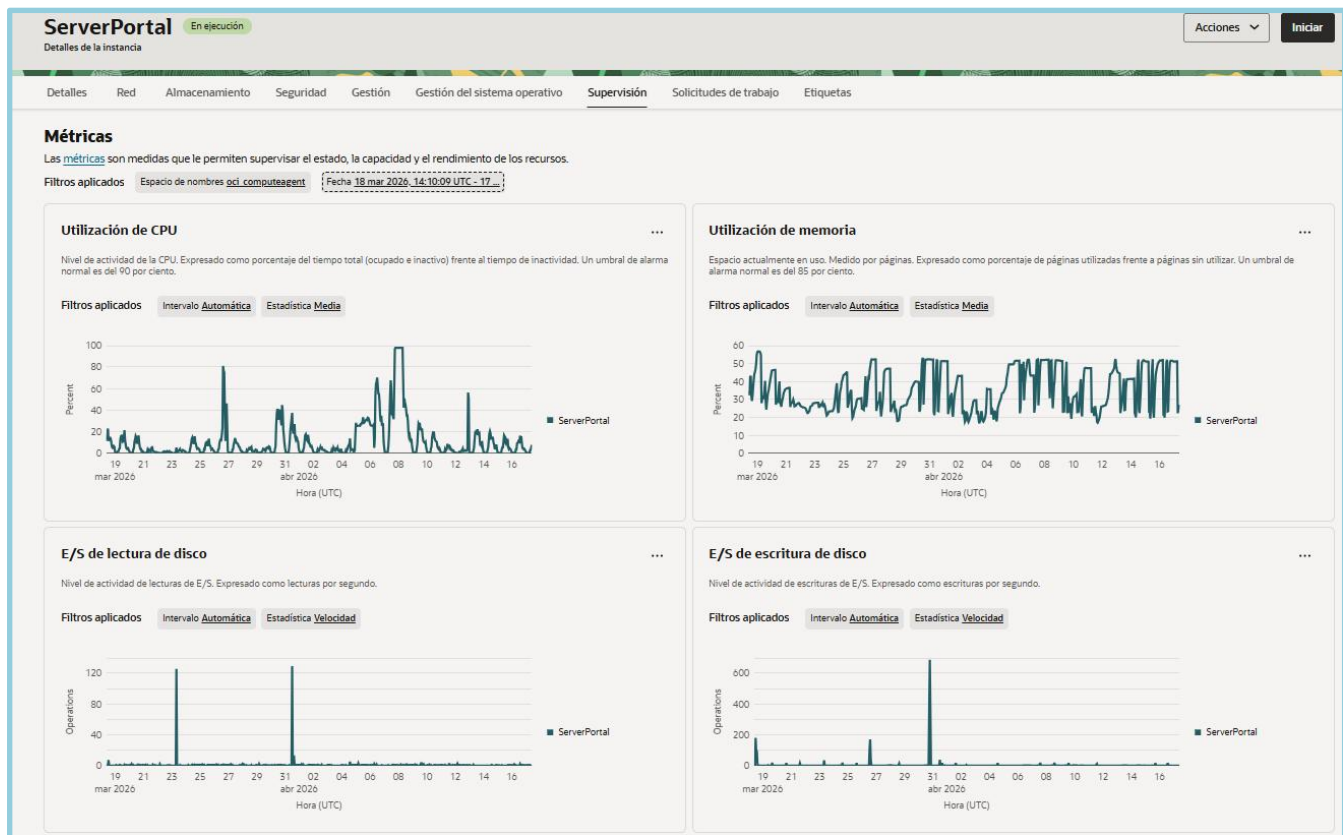 ServerPortal En ejecución
Detalles de la instancia
Acciones Iniciar
Detalles Red Almacenamiento Seguridad Gestión Gestión del sistema operativo Supervisión Solicitudes de trabajo Etiquetas
Métricas
Las métricas son medidas que le permiten supervisar el estado, la capacidad y el rendimiento de los recursos.
Filtros aplicados Espacio de nombres oci_computeagent Fecha 18 mar 2026, 14:10:09 UTC - 17 ...
Utilización de CPU ...
Nivel de actividad de la CPU. Expresado como porcentaje del tiempo total (ocupado e inactivo) frente al tiempo de inactividad. Un umbral de alarma
normal es del 90 por ciento.
Filtros aplicados Intervalo Automática Estadística Media
100
80
60
40
20
0
Percent
19 21 23 25 27 29 31 02 04 06 08 10 12 14 16
mar 2026 abr 2026
Hora (UTC)
ServerPortal
Utilización de memoria ...
Espacio actualmente en uso. Medido por páginas. Expresado como porcentaje de páginas utilizadas frente a páginas sin utilizar. Un umbral de
alarma normal es del 85 por ciento.
Filtros aplicados Intervalo Automática Estadística Media
60
50
40
30
20
10
0
Percent
19 21 23 25 27 29 31 02 04 06 08 10 12 14 16
mar 2026 abr 2026
Hora (UTC)
ServerPortal
E/S de lectura de disco ...
Nivel de actividad de lecturas de E/S. Expresado como lecturas por segundo.
Filtros aplicados Intervalo Automática Estadística Velocidad
120
80
40
0
Operations
19 21 23 25 27 29 31 02 04 06 08 10 12 14 16
mar 2026 abr 2026
Hora (UTC)
ServerPortal
E/S de escritura de disco ...
Nivel de actividad de escrituras de E/S. Expresado como escrituras por segundo.
Filtros aplicados Intervalo Automática Estadística Velocidad
600
400
200
0
Operations
19 21 23 25 27 29 31 02 04 06 08 10 12 14 16
mar 2026 abr 2026
Hora (UTC)
ServerPortal